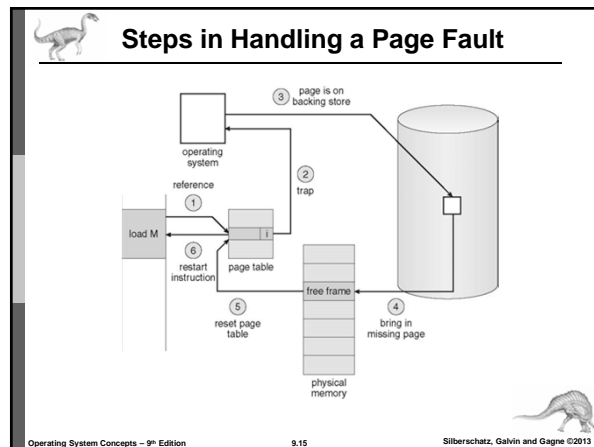 Steps in Handling a Page Fault
3
page is on
backing store
operating
system
2
trap
reference
1
load M
i
6
restart
instruction
page table
free frame
5
reset page
table
4
bring in
missing page
physical
memory
Operating System Concepts – 9th Edition
9.15
Silberschatz, Galvin and Gagne ©2013